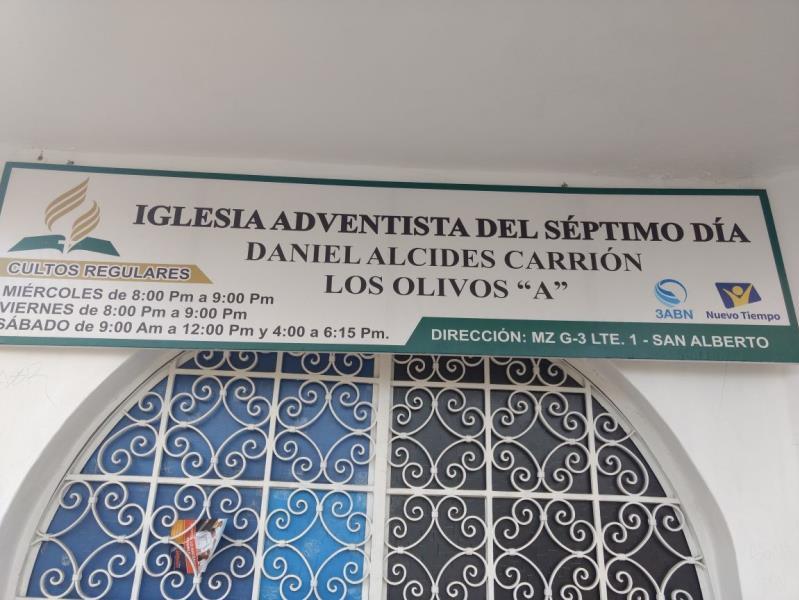 IGLESIA ADVENTISTA DEL SÉPTIMO DÍA
DANIEL ALCIDES CARRIÓN
LOS OLIVOS “A”
CULTOS REGULARES
MIÉRCOLES de 8:00 Pm a 9:00 Pm
VIERNES de 8:00 Pm a 9:00 Pm
SÁBADO de 9:00 Am a 12:00 Pm y 4:00 a 6:15 Pm.
3ABN
Nuevo Tiempo
DIRECCIÓN: MZ G-3 LTE. 1 - SAN ALBERTO